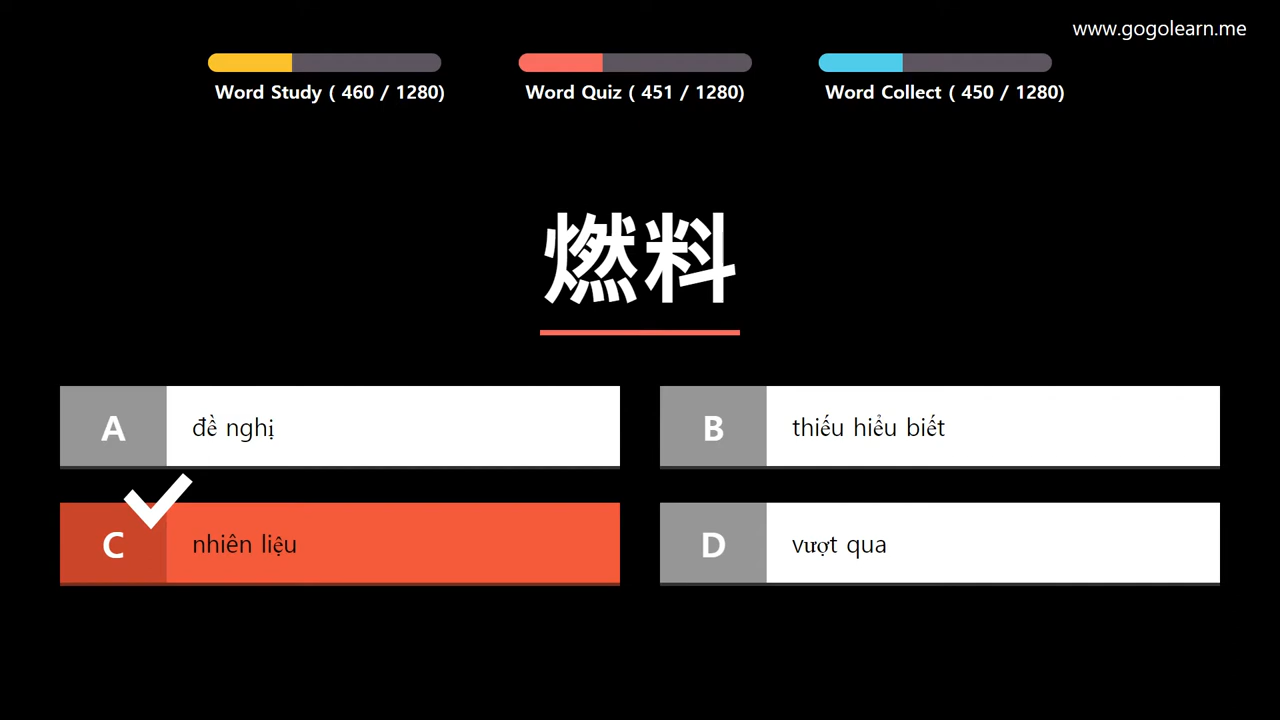 www.gogolearn.me
Word Study ( 460 / 1280)
Word Quiz ( 451 / 1280)
Word Collect ( 450 / 1280)
燃料
A đề nghị
B thiếu hiểu biết
C nhiên liệu
D vượt qua